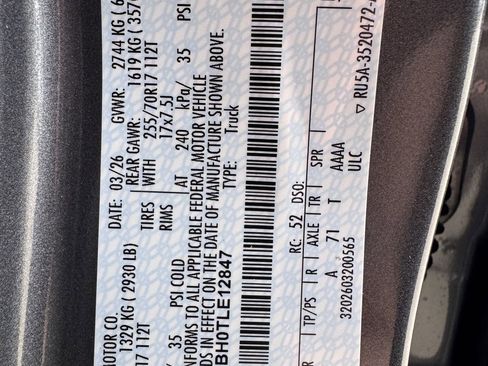 MOTOR CO.
DATE: 03/26 GVWR: 2744 KG ( 6
1329 KG ( 2930 LB) REAR GAWR: 1619 KG ( 357
17 112T TIRES WITH 255/70R17 112T
RIMS 17x7.5J
35 PSI COLD AT 240 kPa/ 35 PSI
NFORMS TO ALL APPLICABLE FEDERAL MOTOR VEHICLE
DS IN EFFECT ON THE DATE OF MANUFACTURE SHOWN ABOVE.
BH0TLE12847 TYPE: Truck
RC: 52 DSO:
TP/PS R AXLE TR SPR
A 71 T AAAA
ULC
3202603200565
▽ RU5A-3520472-